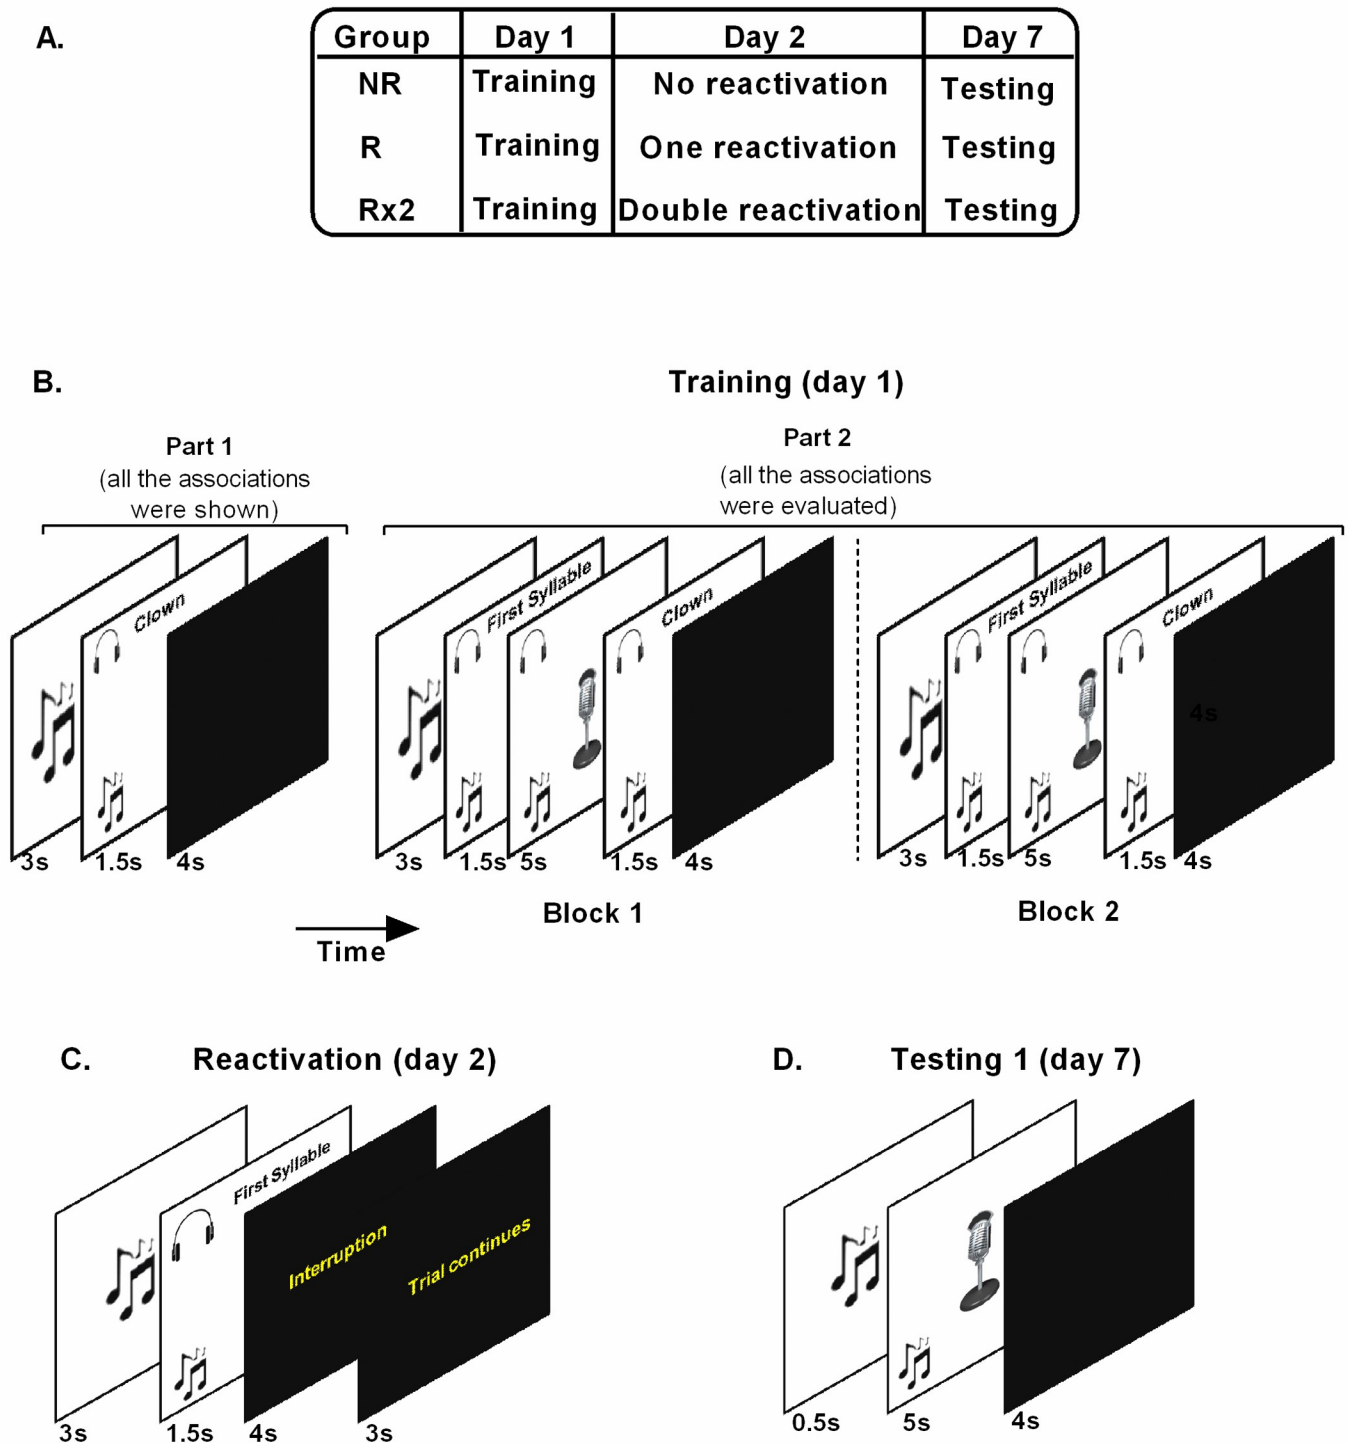 A.
Group Day 1 Day 2 Day 7
NR Training No reactivation Testing
R Training One reactivation Testing
Rx2 Training Double reactivation Testing
B.
Training (day 1)
Part 1
(all the associations
were shown)
Part 2
(all the associations
were evaluated)
Clown
First Syllable
Clown
First Syllable
Clown
4s
3s 1.5s 4s
3s 1.5s 5s 1.5s 4s
3s 1.5s 5s 1.5s 4s
Block 1
Block 2
Time
C.
Reactivation (day 2)
First Syllable
Interruption
Trial continues
3s 1.5s 4s 3s
D.
Testing 1 (day 7)
0.5s 5s 4s